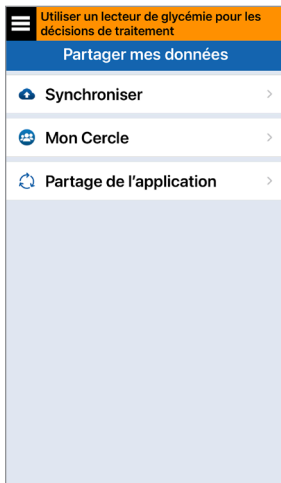 Utiliser un lecteur de glycémie pour les
décisions de traitement
Partager mes données
Synchroniser
Mon Cercle
Partage de l'application